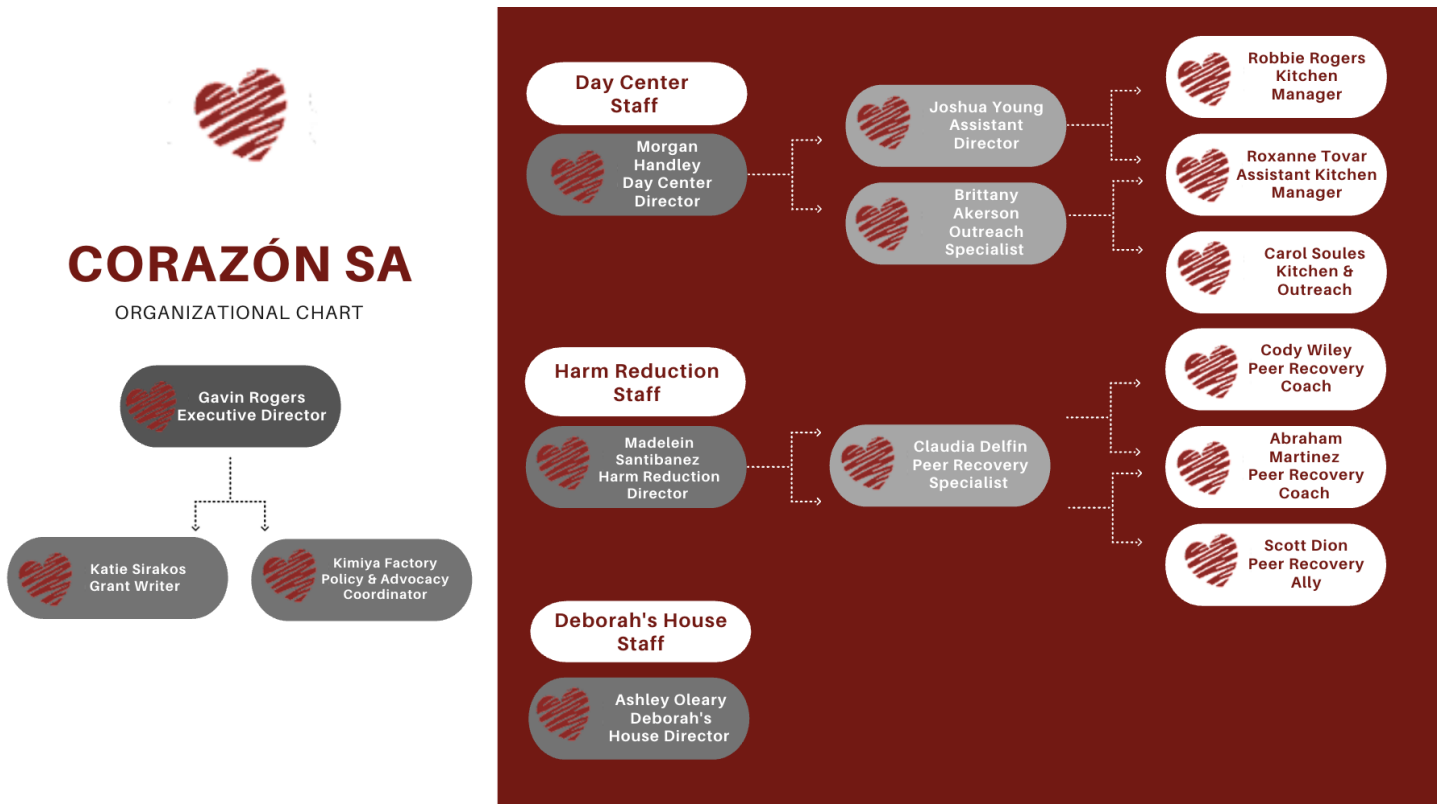 CORAZÓN SA
ORGANIZATIONAL CHART
Gavin Rogers
Executive Director
Katie Sirakos
Grant Writer
Kimiya Factory
Policy & Advocacy
Coordinator
Day Center
Staff
Morgan
Handley
Day Center
Director
Joshua Young
Assistant
Director
Brittany
Akerson
Outreach
Specialist
Robbie Rogers
Kitchen
Manager
Roxanne Tovar
Assistant Kitchen
Manager
Carol Soules
Kitchen &
Outreach
Harm Reduction
Staff
Madelein
Santibanez
Harm Reduction
Director
Claudia Delfin
Peer Recovery
Specialist
Cody Wiley
Peer Recovery
Coach
Abraham
Martinez
Peer Recovery
Coach
Scott Dion
Peer Recovery
Ally
Deborah's House
Staff
Ashley Oleary
Deborah's
House Director